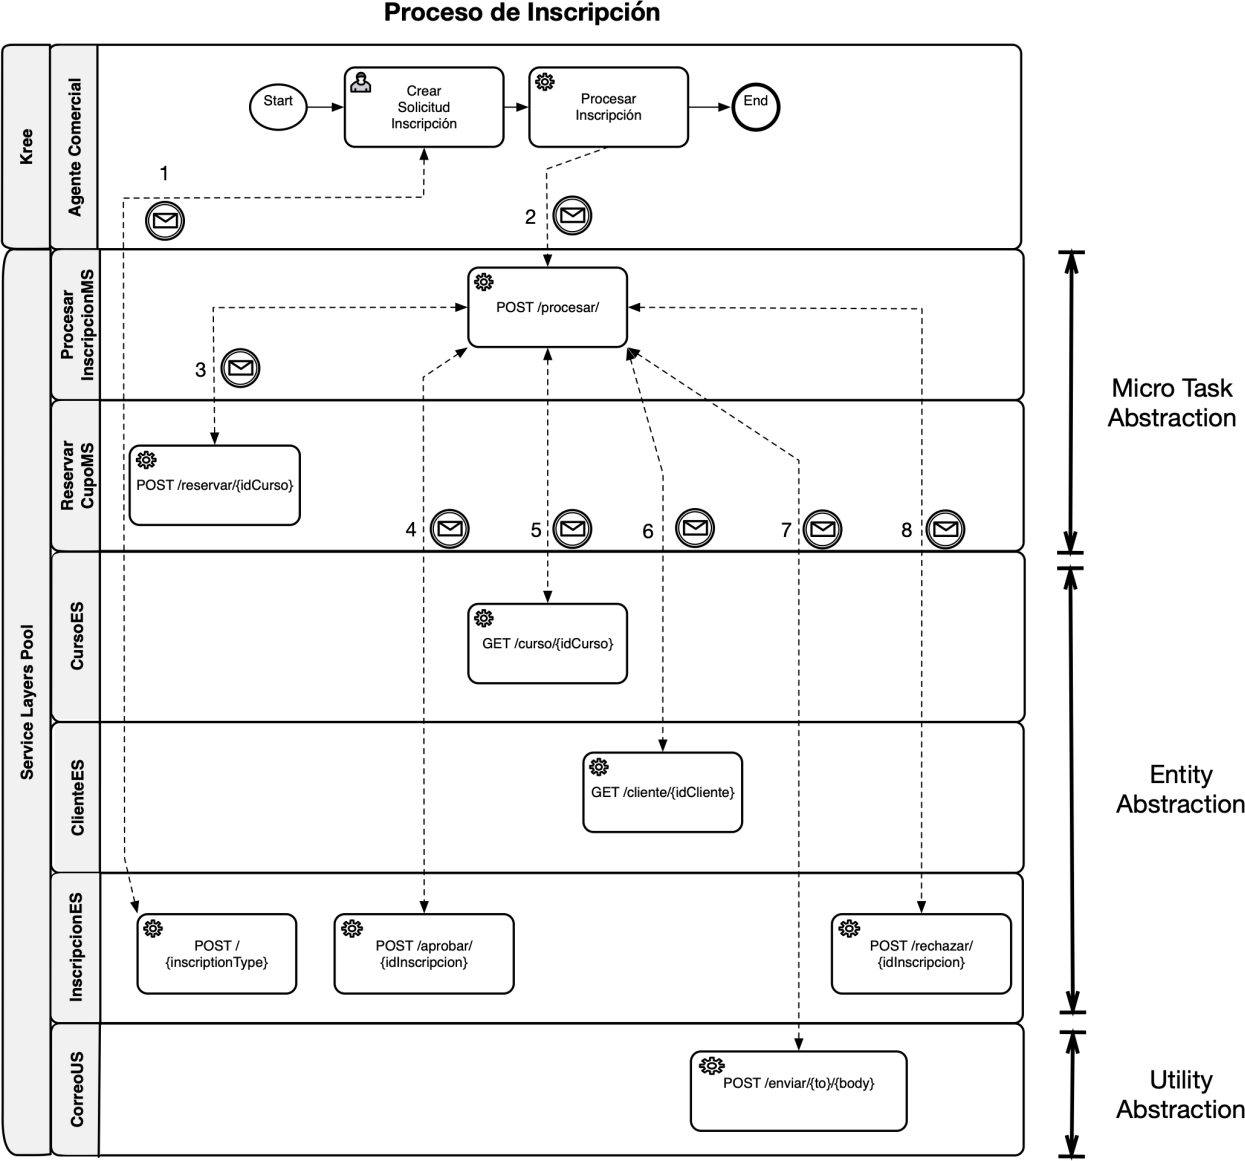 Proceso de Inscripción
Kree
Agente Comercial
Start
Crear
Solicitud
Inscripción
Procesar
Inscripción
End
1
2
Service Layers Pool
Procesar
InscripcionMS
POST /procesar/
3
Micro Task
Abstraction
Reservar
CupoMS
POST /reservar/{idCurso}
4
5
6
7
8
CursoES
GET /curso/{idCurso}
Entity
Abstraction
ClienteES
GET /cliente/{idCliente}
InscripcionES
POST /
{inscriptionType}
POST /aprobar/
{idInscripcion}
POST /rechazar/
{idInscripcion}
CorreoUS
POST /enviar/{to}/{body}
Utility
Abstraction